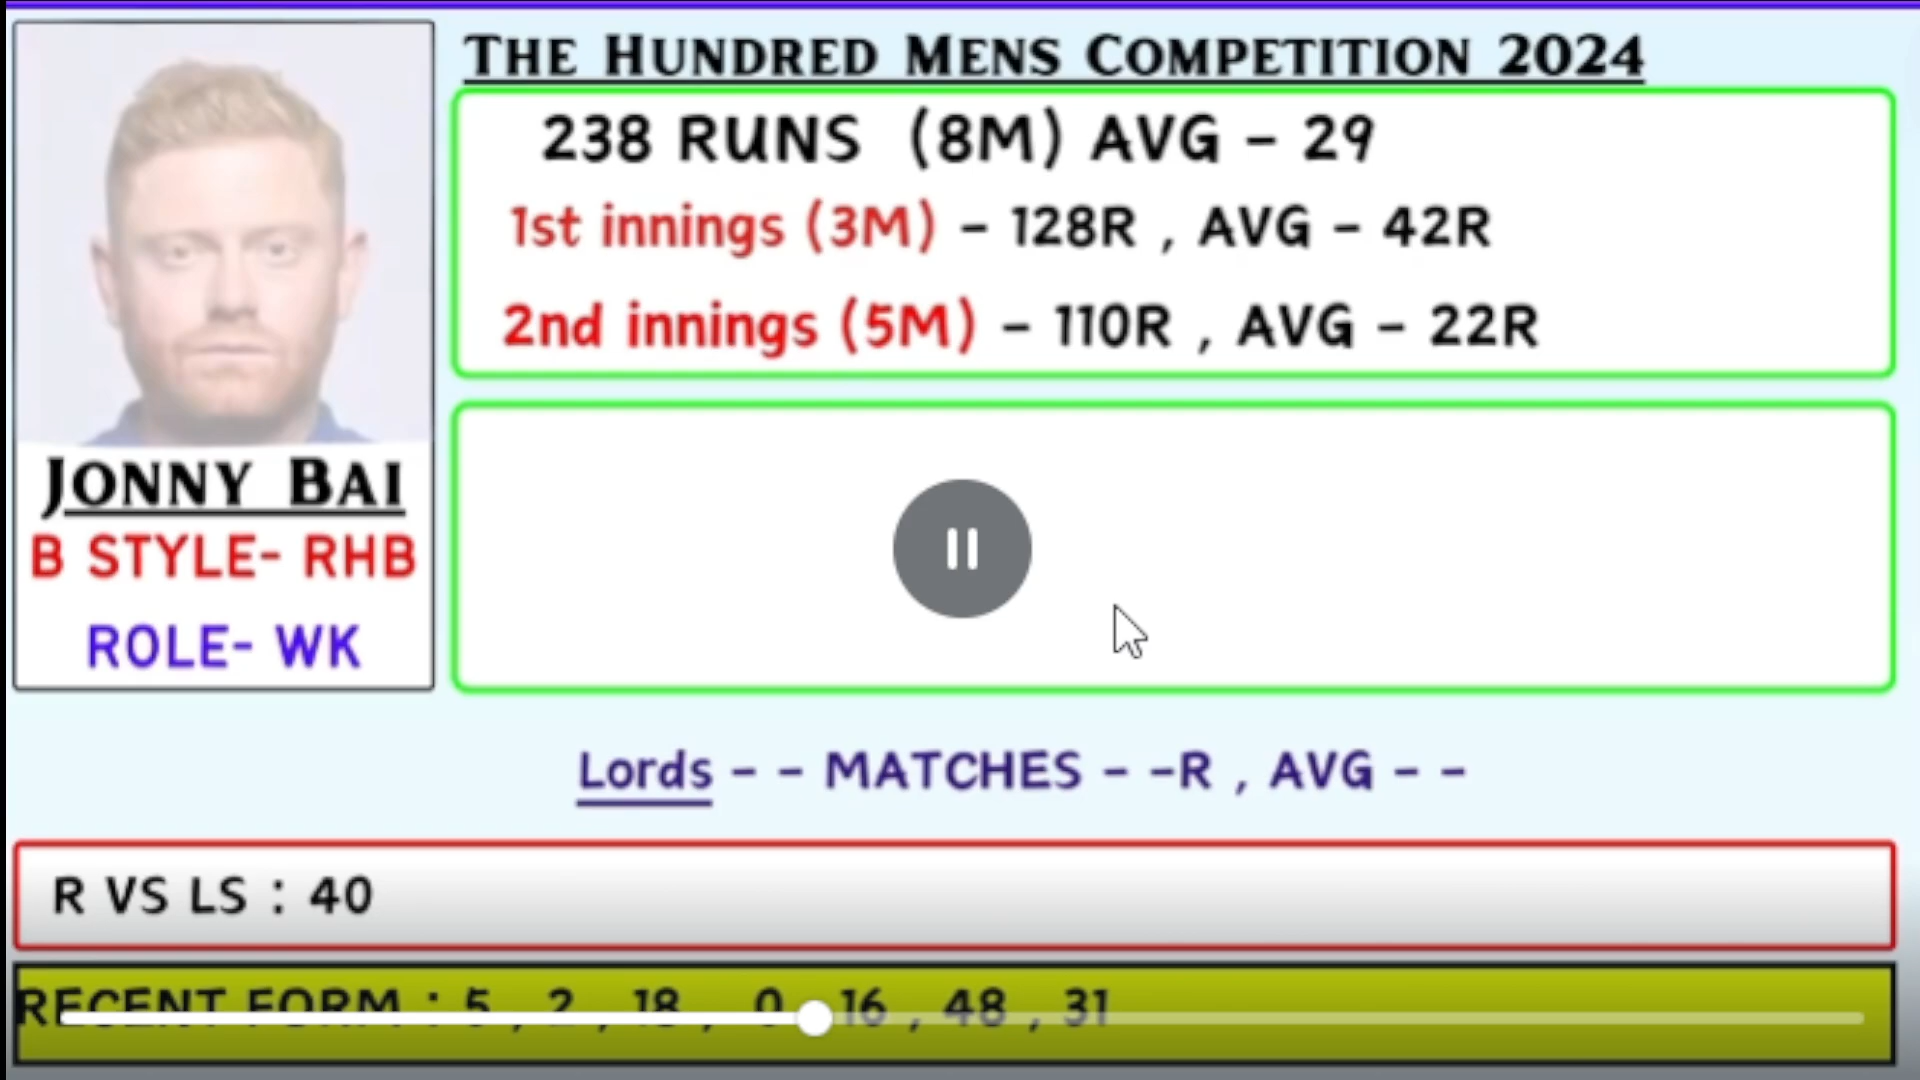 THE HUNDRED MENS COMPETITION 2024
238 RUNS (8M) AVG - 29
1st innings (3M) - 128R , AVG - 42R
2nd innings (5M) - 110R , AVG - 22R
JONNY BAI
B STYLE- RHB
ROLE- WK
Lords - - MATCHES - -R , AVG - -
R VS LS : 40
RECENT FORM : 5 , 2 , 18 , 0 , 16 , 48 , 31